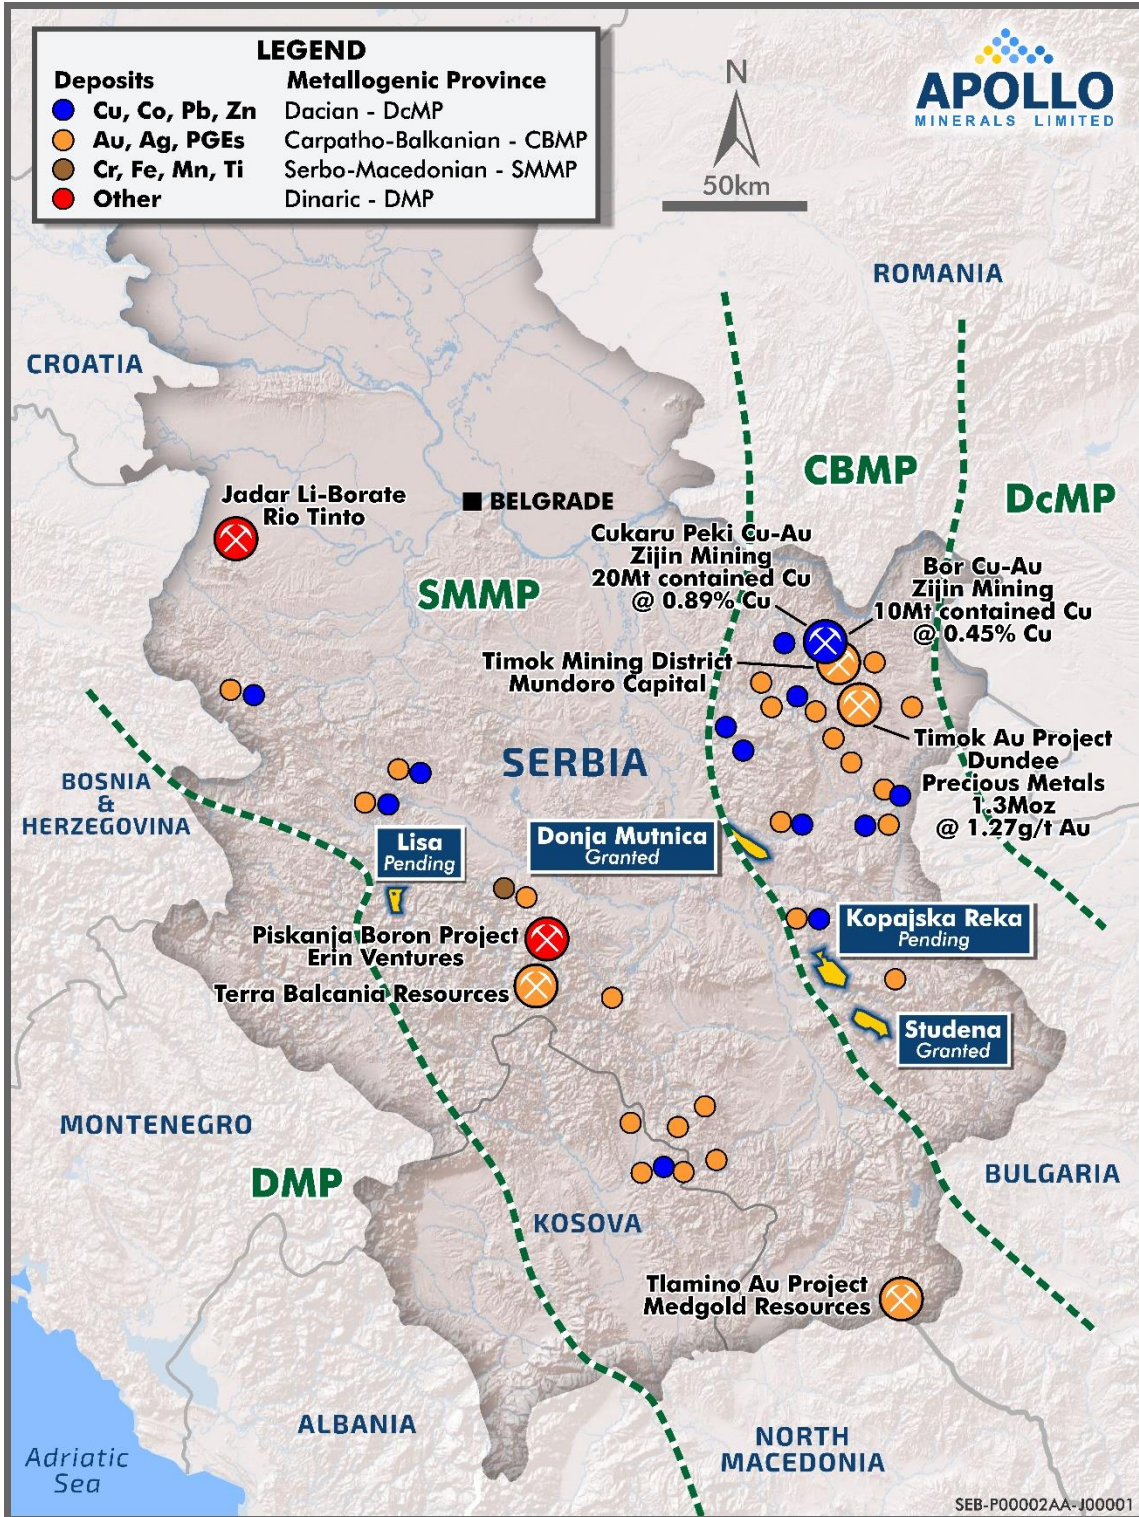 LEGEND
Deposits Metallogenic Province
Cu, Co, Pb, Zn Dacian - DcMP
Au, Ag, PGEs Carpatho-Balkanian - CBMP
Cr, Fe, Mn, Ti Serbo-Macedonian - SMMP
Other Dinaric - DMP
APOLLO
MINERALS LIMITED
N
50km
ROMANIA
CROATIA
CBMP
DcMP
Jadar Li-Borate
Rio Tinto
BELGRADE
Cukaru Peki Cu-Au
Zijin Mining
20Mt contained Cu
@ 0.89% Cu
Bor Cu-Au
Zijin Mining
10Mt contained Cu
@ 0.45% Cu
SMMP
Timok Mining District
Mundoro Capital
SERBIA
Timok Au Project
Dundee
Precious Metals
1.3Moz
@ 1.27g/t Au
BOSNIA
&
HERZEGOVINA
Lisa
Pending
Donja Mutnica
Granted
Kopajska Reka
Pending
Piskanja Boron Project
Erin Ventures
Terra Balcania Resources
Studena
Granted
MONTENEGRO
DMP
BULGARIA
KOSOVA
Tlamino Au Project
Medgold Resources
ALBANIA
NORTH
MACEDONIA
Adriatic
Sea
SEB-P00002AA-J00001